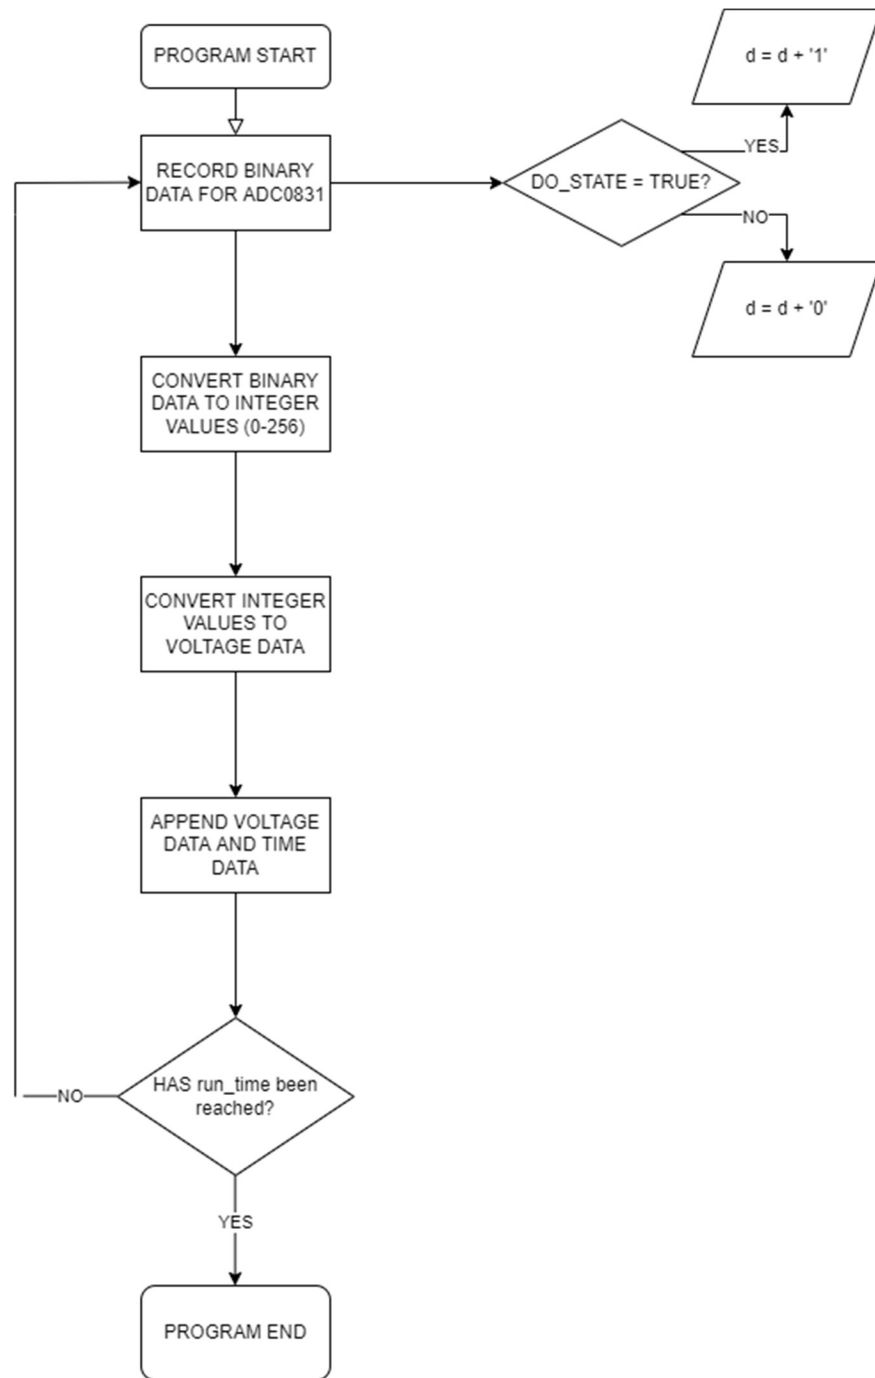 PROGRAM START
d = d + '1'
YES
RECORD BINARY
DATA FOR ADC0831
DO_STATE = TRUE?
NO
d = d + '0'
CONVERT BINARY
DATA TO INTEGER
VALUES (0-256)
CONVERT INTEGER
VALUES TO
VOLTAGE DATA
APPEND VOLTAGE
DATA AND TIME
DATA
HAS run_time been
reached?
NO
YES
PROGRAM END